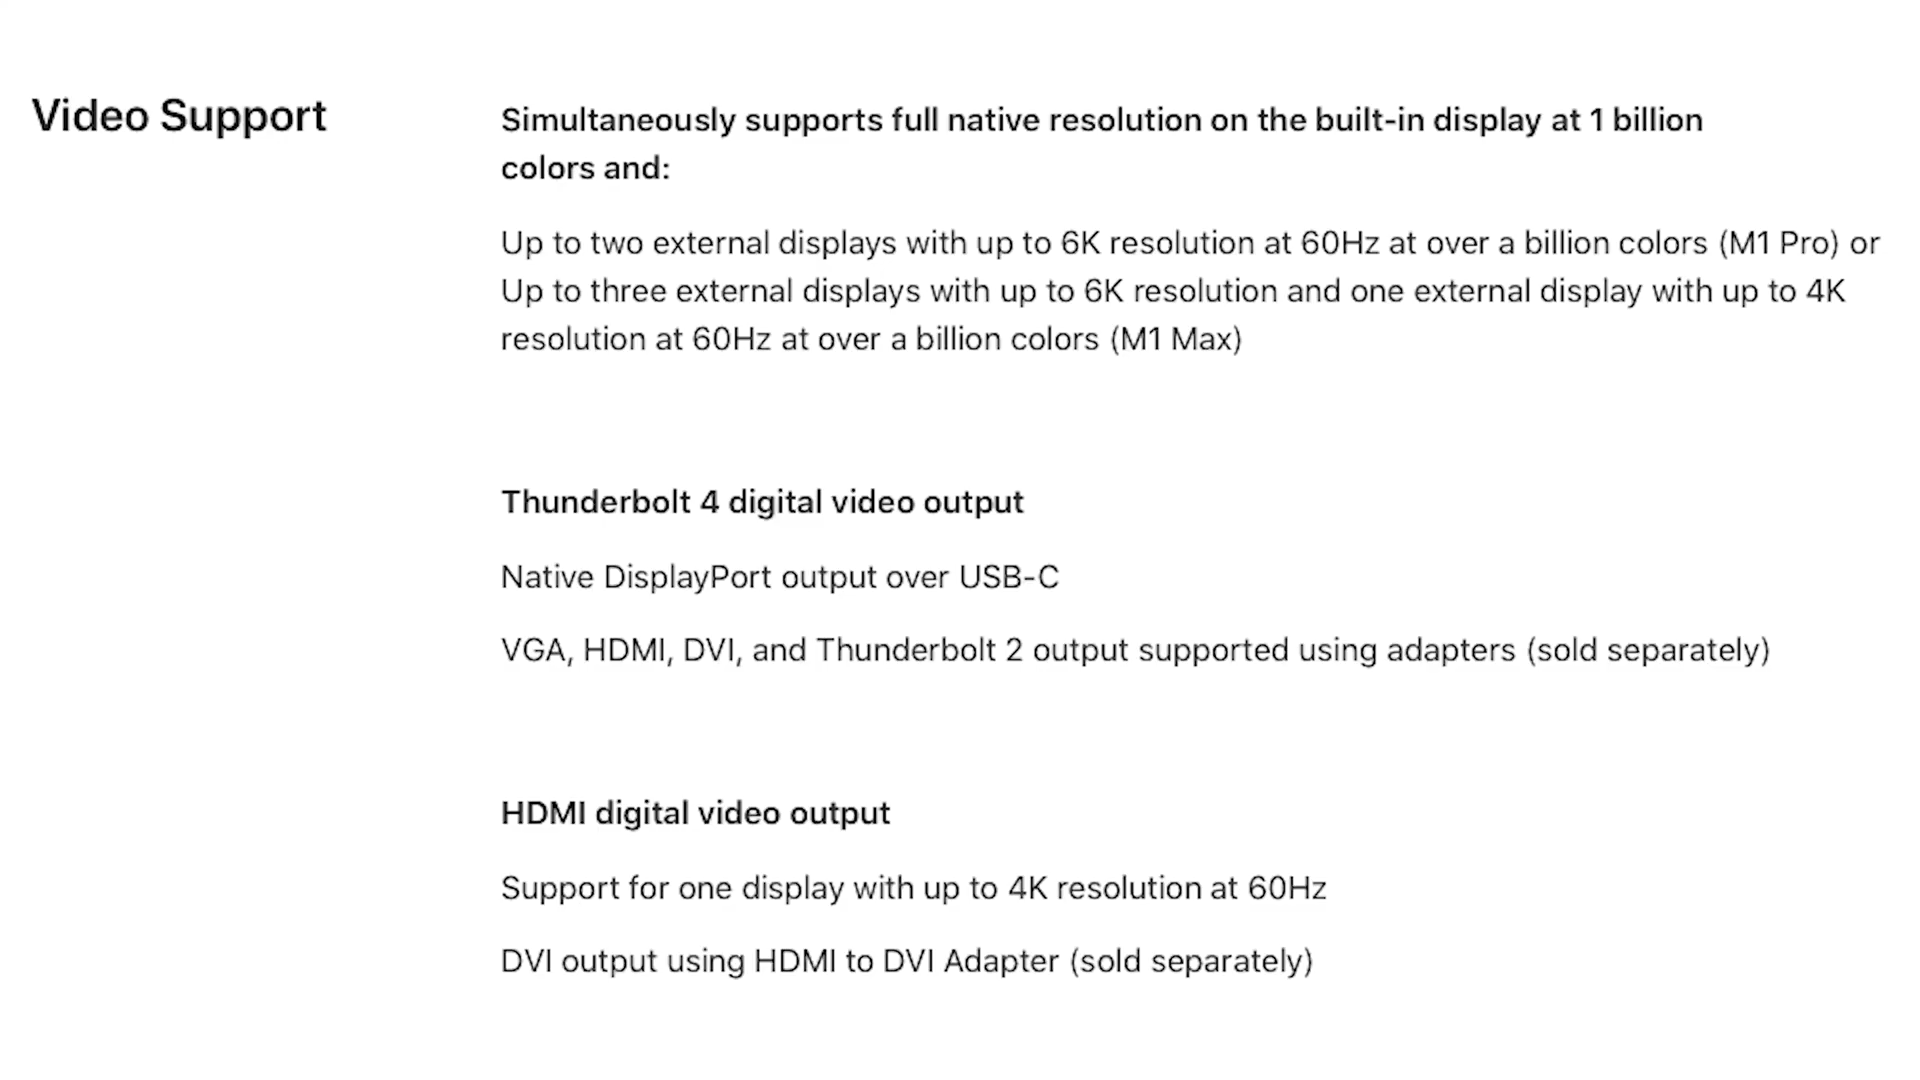 Video Support
Simultaneously supports full native resolution on the built-in display at 1 billion
colors and:
Up to two external displays with up to 6K resolution at 60Hz at over a billion colors (M1 Pro) or
Up to three external displays with up to 6K resolution and one external display with up to 4K
resolution at 60Hz at over a billion colors (M1 Max)
Thunderbolt 4 digital video output
Native DisplayPort output over USB-C
VGA, HDMI, DVI, and Thunderbolt 2 output supported using adapters (sold separately)
HDMI digital video output
Support for one display with up to 4K resolution at 60Hz
DVI output using HDMI to DVI Adapter (sold separately)